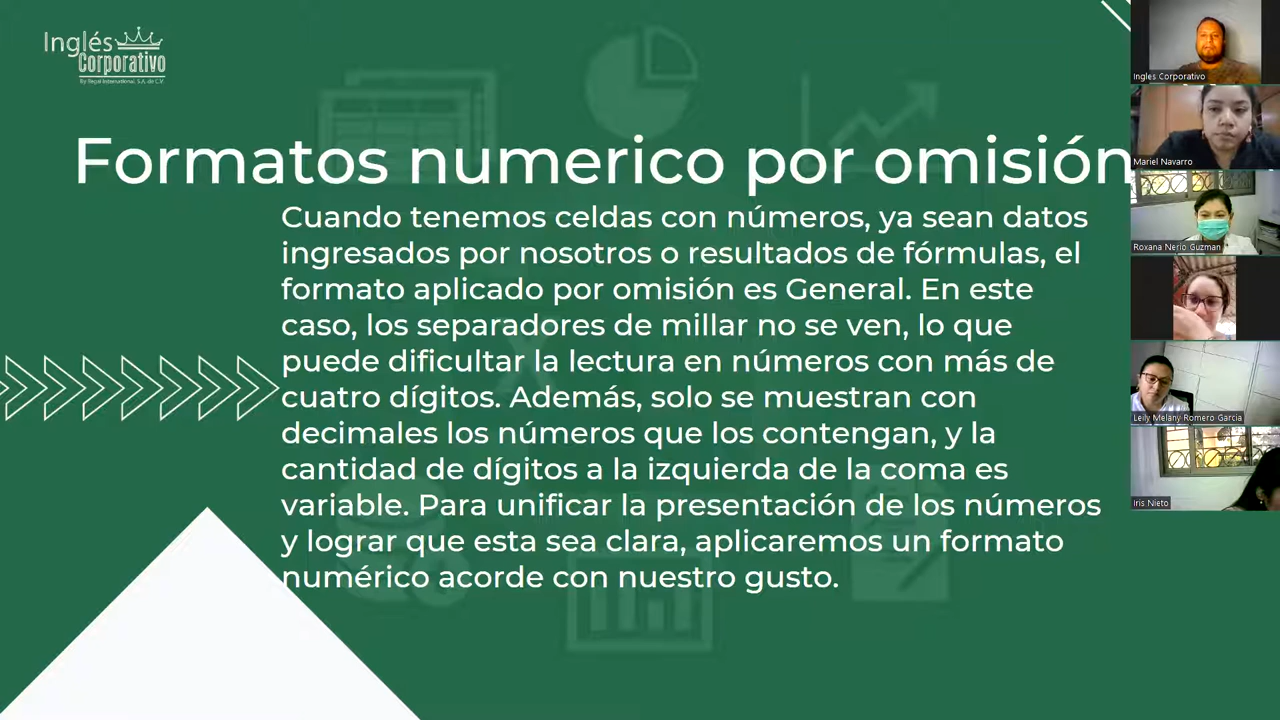 Inglés
Corporativo
By Regal International, S.A. de C.V.
Formatos numerico por omisión
Cuando tenemos celdas con números, ya sean datos
ingresados por nosotros o resultados de fórmulas, el
formato aplicado por omisión es General. En este
caso, los separadores de millar no se ven, lo que
puede dificultar la lectura en números con más de
cuatro dígitos. Además, solo se muestran con
decimales los números que los contengan, y la
cantidad de dígitos a la izquierda de la coma es
variable. Para unificar la presentación de los números
y lograr que esta sea clara, aplicaremos un formato
numérico acorde con nuestro gusto.
Ingles Corporativo
Mariel Navarro
Roxana Nerio Guzman
Leily Melany Romero Garcia
Iris Nieto